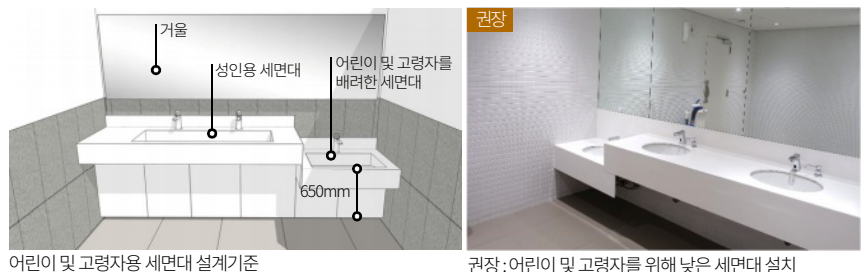 거울
성인용 세면대
어린이 및 고령자를
배려한 세면대
650mm
어린이 및 고령자용 세면대 설계기준
권장
권장 : 어린이 및 고령자를 위해 낮은 세면대 설치